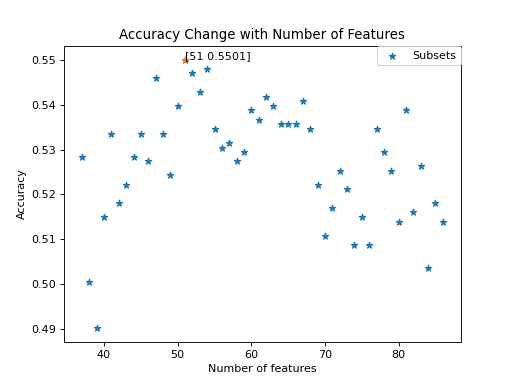 Accuracy Change with Number of Features
[51 0.5501]
Subsets
0.55
0.54
0.53
0.52
0.51
0.50
0.49
Accuracy
40 50 60 70 80
Number of features